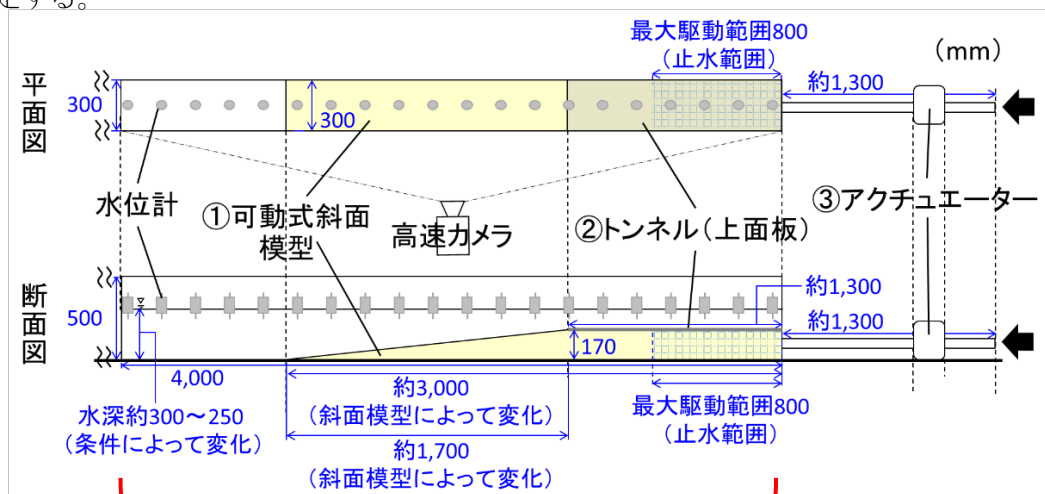 とする。
最大駆動範囲800
(止水範囲)
(mm)
平面図
300
300
約1,300
水位計
①可動式斜面
模型
高速カメラ
②トンネル(上面板)
③アクチュエーター
断面図
500
約1,300
約1,300
170
4,000
約3,000
(斜面模型によって変化)
最大駆動範囲800
(止水範囲)
水深約300～250
(条件によって変化)
約1,700
(斜面模型によって変化)